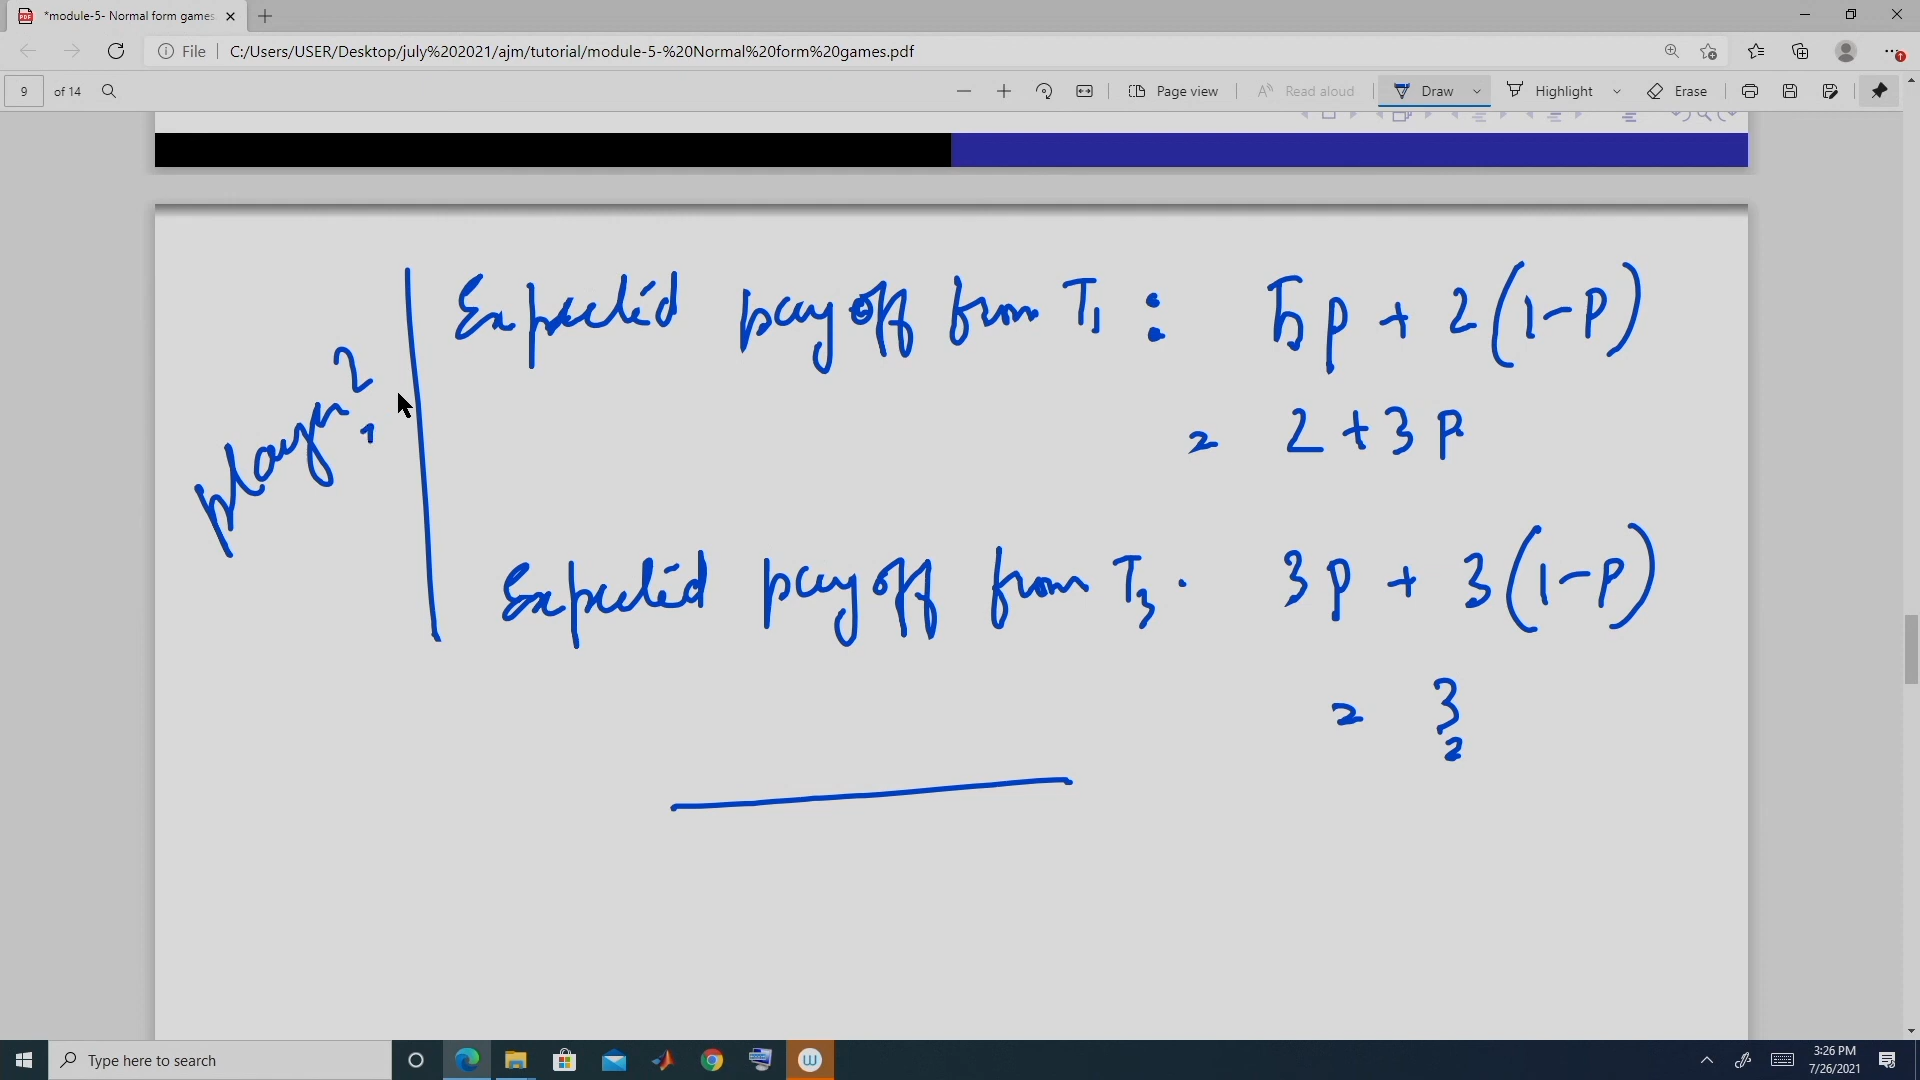 *module-5- Normal form games
File C:/Users/USER/Desktop/july%202021/ajm/tutorial/module-5-%20Normal%20form%20games.pdf
9 of 14 Page view Read aloud Draw Highlight Erase
Expected payoff from T1 : 5p + 2(1-p)
= 2 + 3p
player 2
Expected payoff from T3. 3p + 3(1-p)
= 3
Type here to search
3:26 PM
7/26/2021